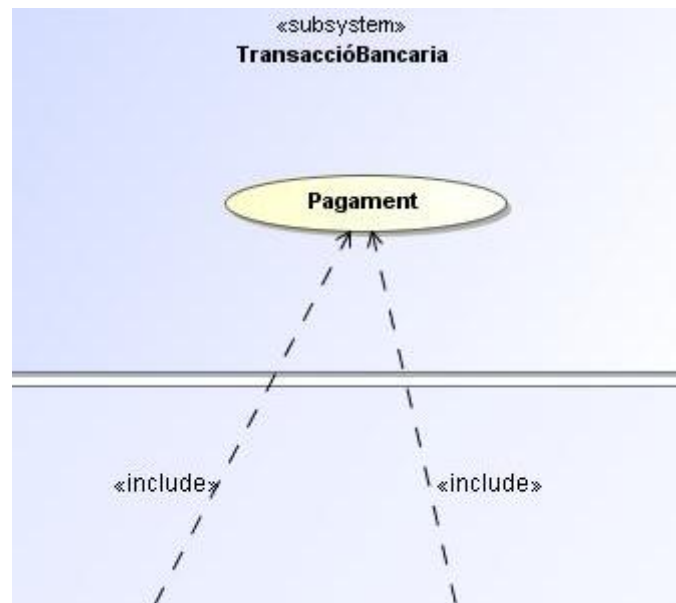 «subsystem»
TransaccióBancaria
Pagament
«include»
«include»